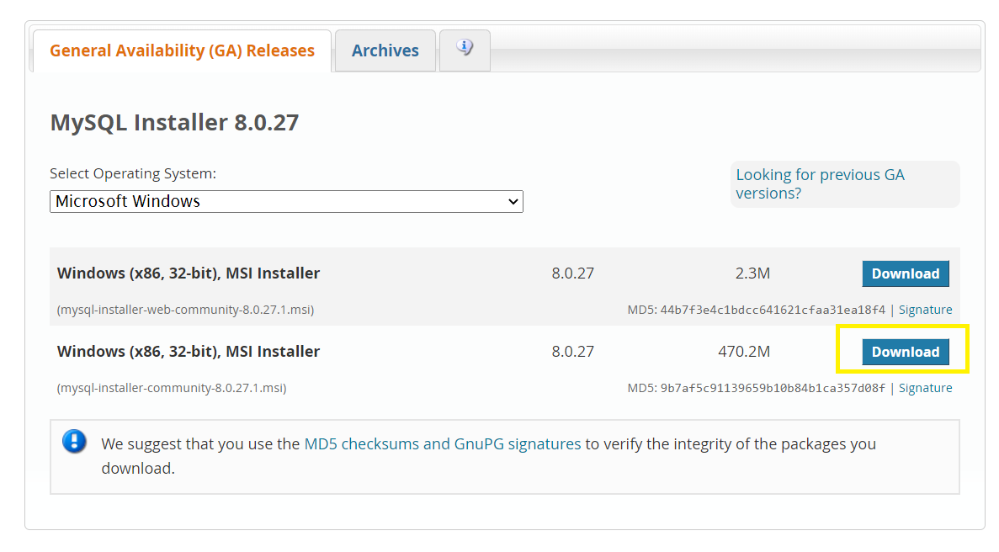 General Availability (GA) Releases
Archives
MySQL Installer 8.0.27
Select Operating System:
Microsoft Windows
Looking for previous GA
versions?
Windows (x86, 32-bit), MSI Installer 8.0.27 2.3M Download
(mysql-installer-web-community-8.0.27.1.msi) MD5: 44b7f3e4c1bdcc641621cfaa31ea18f4 | Signature
Windows (x86, 32-bit), MSI Installer 8.0.27 470.2M Download
(mysql-installer-community-8.0.27.1.msi) MD5: 9b7af5c91139659b10b84b1ca357d08f | Signature
We suggest that you use the MD5 checksums and GnuPG signatures to verify the integrity of the packages you
download.